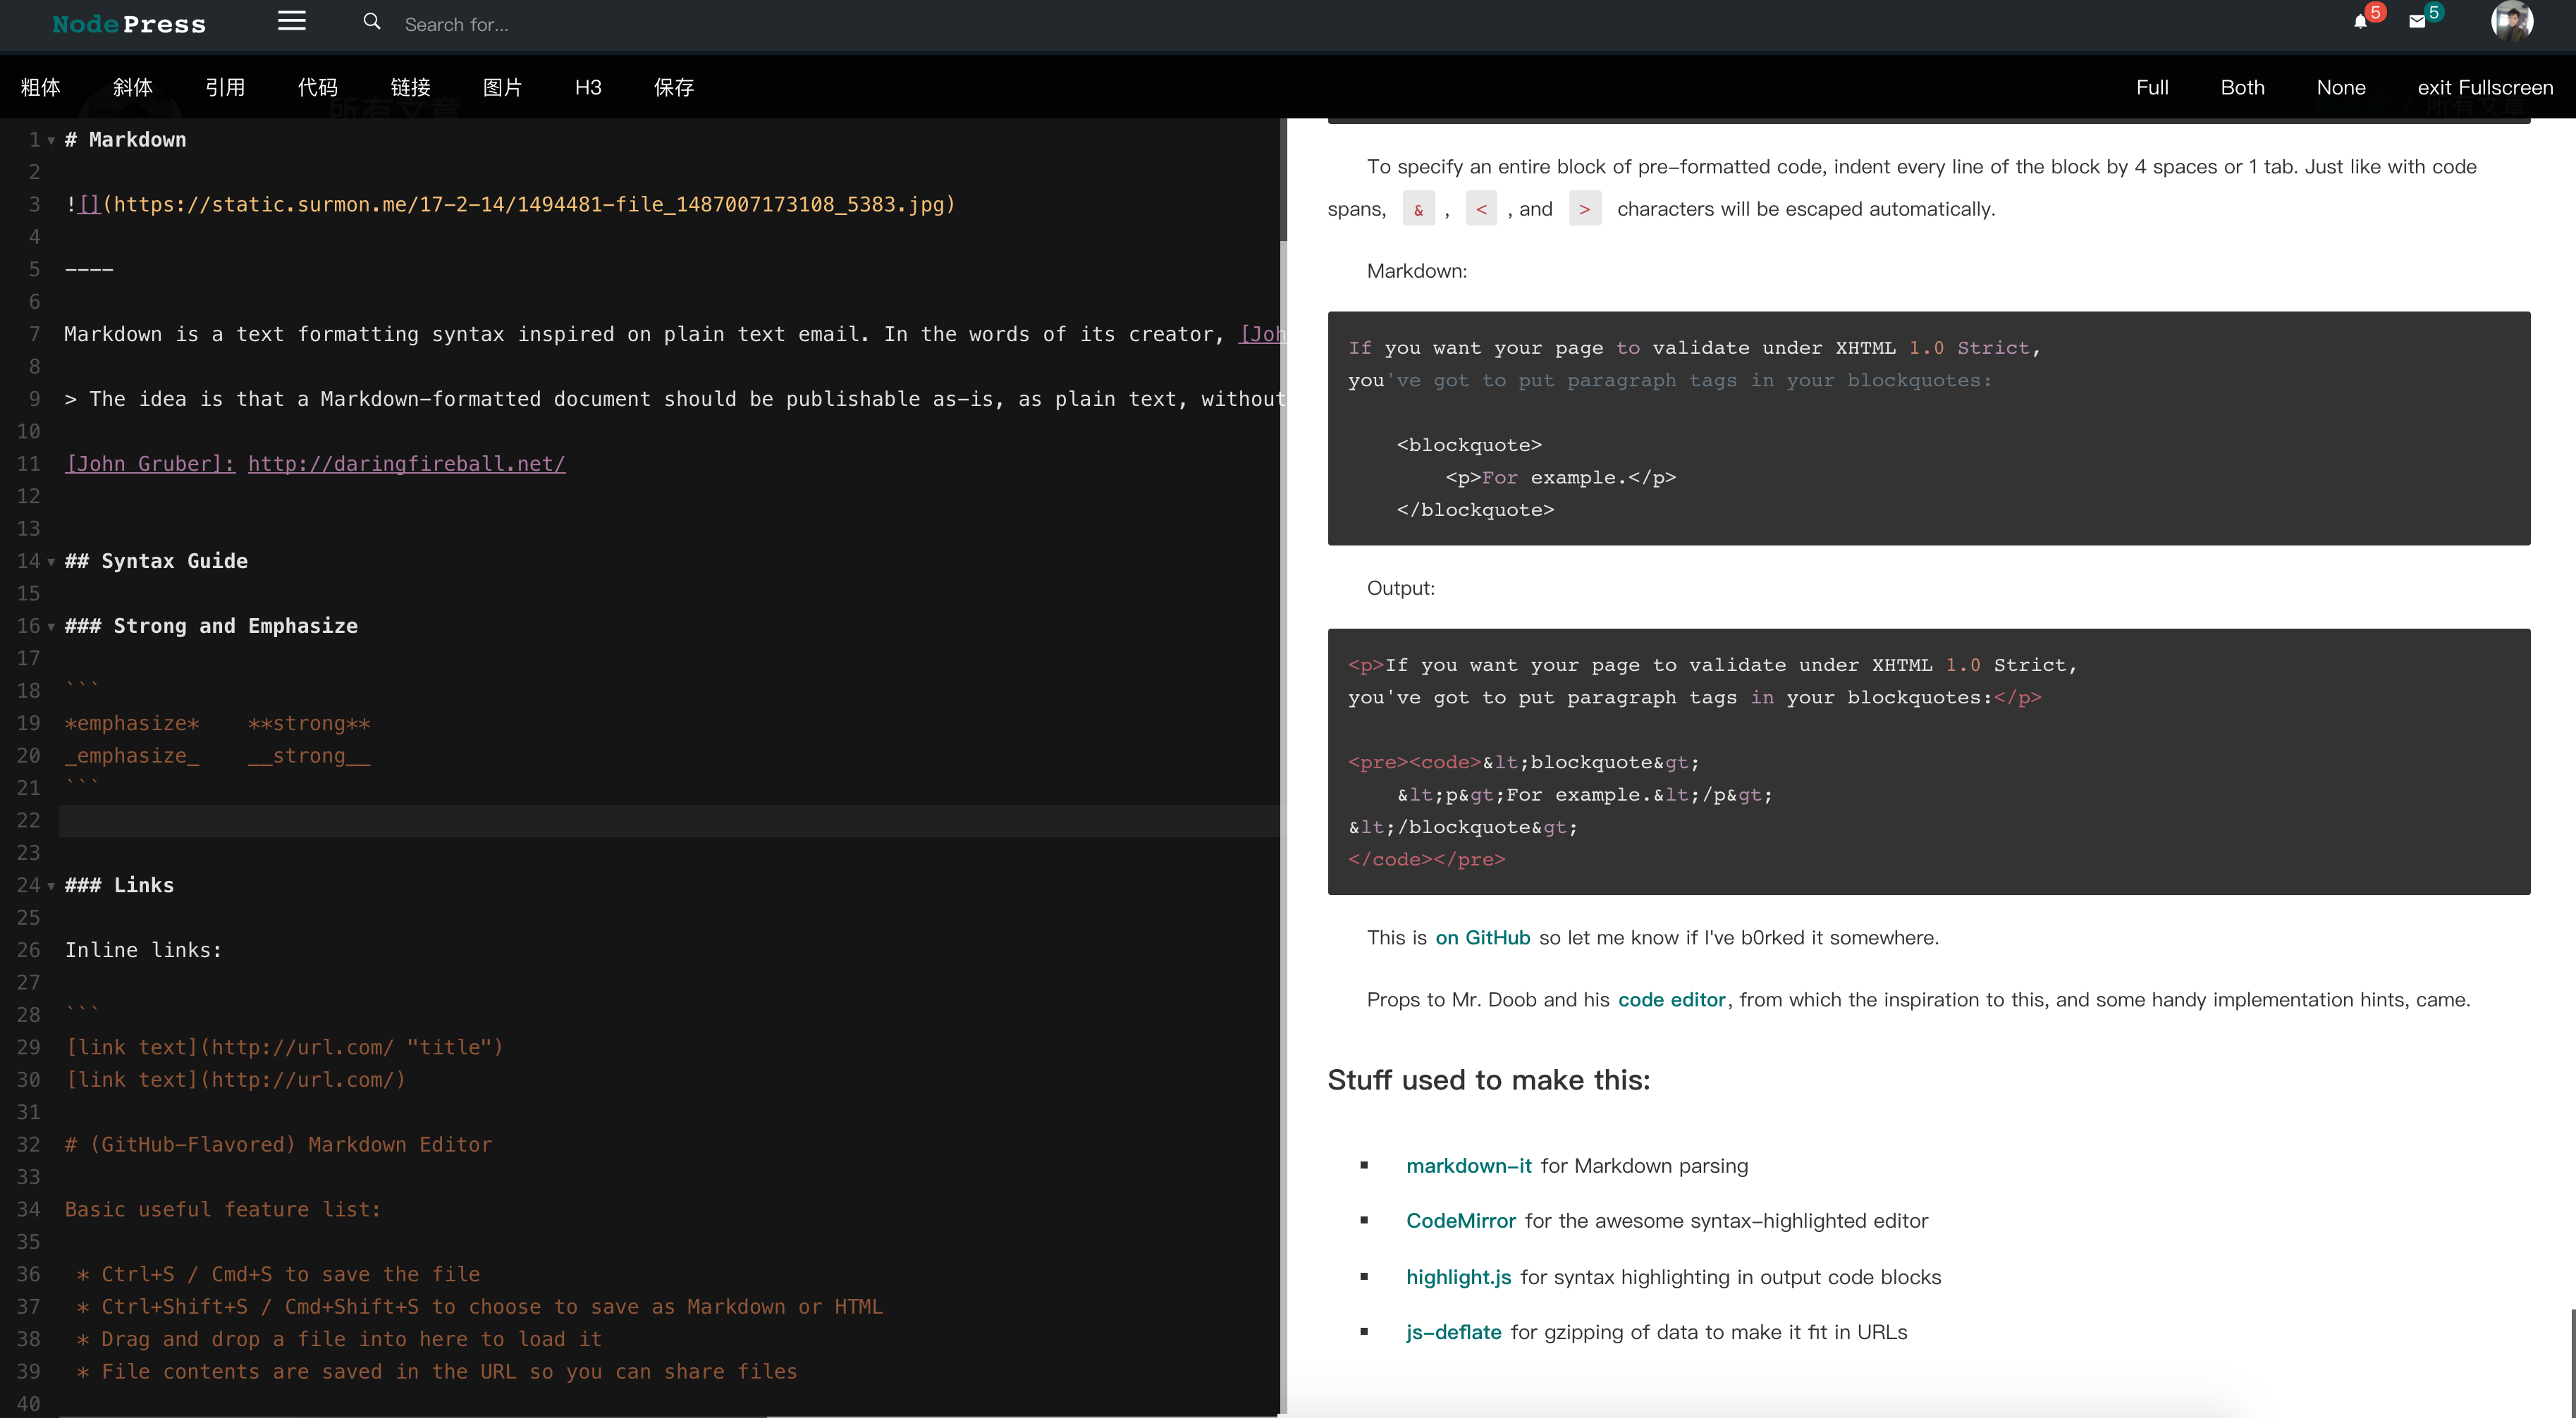 NodePress
Search for...
5
5
粗体 斜体 引用 代码 链接 图片 H3 保存
Full Both None exit Fullscreen
所有文章
所有文章
1 # Markdown
2
3 ![](https://static.surmon.me/17-2-14/1494481-file_1487007173108_5383.jpg)
4
5 ----
6
7 Markdown is a text formatting syntax inspired on plain text email. In the words of its creator, [Joh
8
9 > The idea is that a Markdown-formatted document should be publishable as-is, as plain text, without
10
11 [John Gruber]: http://daringfireball.net/
12
13
14 ## Syntax Guide
15
16 ### Strong and Emphasize
17
18 ```
19 *emphasize*    **strong**
20 _emphasize_    __strong__
21 ```
22
23
24 ### Links
25
26 Inline links:
27
28 ```
29 [link text](http://url.com/ "title")
30 [link text](http://url.com/)
31
32 # (GitHub-Flavored) Markdown Editor
33
34 Basic useful feature list:
35
36  * Ctrl+S / Cmd+S to save the file
37  * Ctrl+Shift+S / Cmd+Shift+S to choose to save as Markdown or HTML
38  * Drag and drop a file into here to load it
39  * File contents are saved in the URL so you can share files
40
To specify an entire block of pre-formatted code, indent every line of the block by 4 spaces or 1 tab. Just like with code
spans, & , < , and > characters will be escaped automatically.
Markdown:
If you want your page to validate under XHTML 1.0 Strict,
you've got to put paragraph tags in your blockquotes:
    <blockquote>
        <p>For example.</p>
    </blockquote>
Output:
<p>If you want your page to validate under XHTML 1.0 Strict,
you've got to put paragraph tags in your blockquotes:</p>
<pre><code>&lt;blockquote&gt;
    &lt;p&gt;For example.&lt;/p&gt;
&lt;/blockquote&gt;
</code></pre>
This is on GitHub so let me know if I've b0rked it somewhere.
Props to Mr. Doob and his code editor, from which the inspiration to this, and some handy implementation hints, came.
Stuff used to make this:
▪ markdown-it for Markdown parsing
▪ CodeMirror for the awesome syntax-highlighted editor
▪ highlight.js for syntax highlighting in output code blocks
▪ js-deflate for gzipping of data to make it fit in URLs